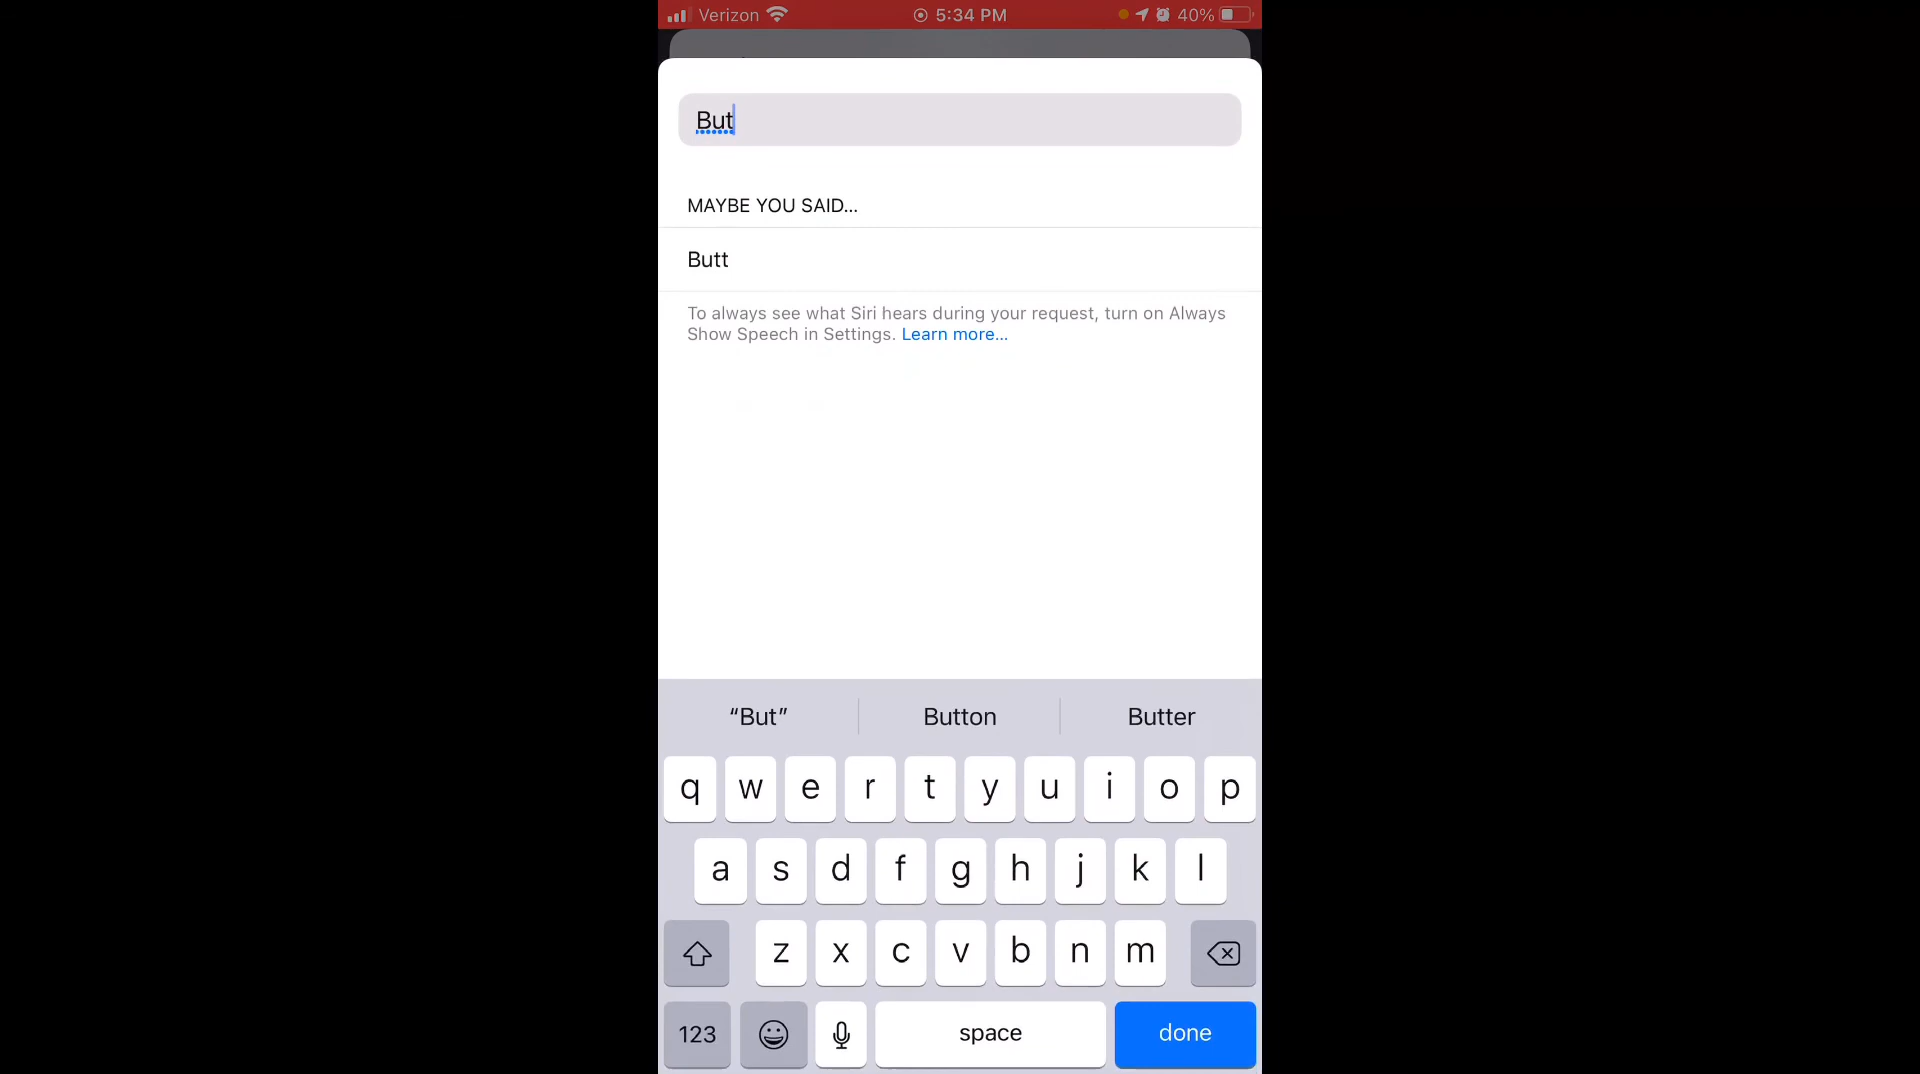 Verizon 5:34 PM 40%
But
MAYBE YOU SAID...
Butt
To always see what Siri hears during your request, turn on Always
Show Speech in Settings. Learn more...
“But” Button Butter
q w e r t y u i o p
a s d f g h j k l
z x c v b n m
123 space done